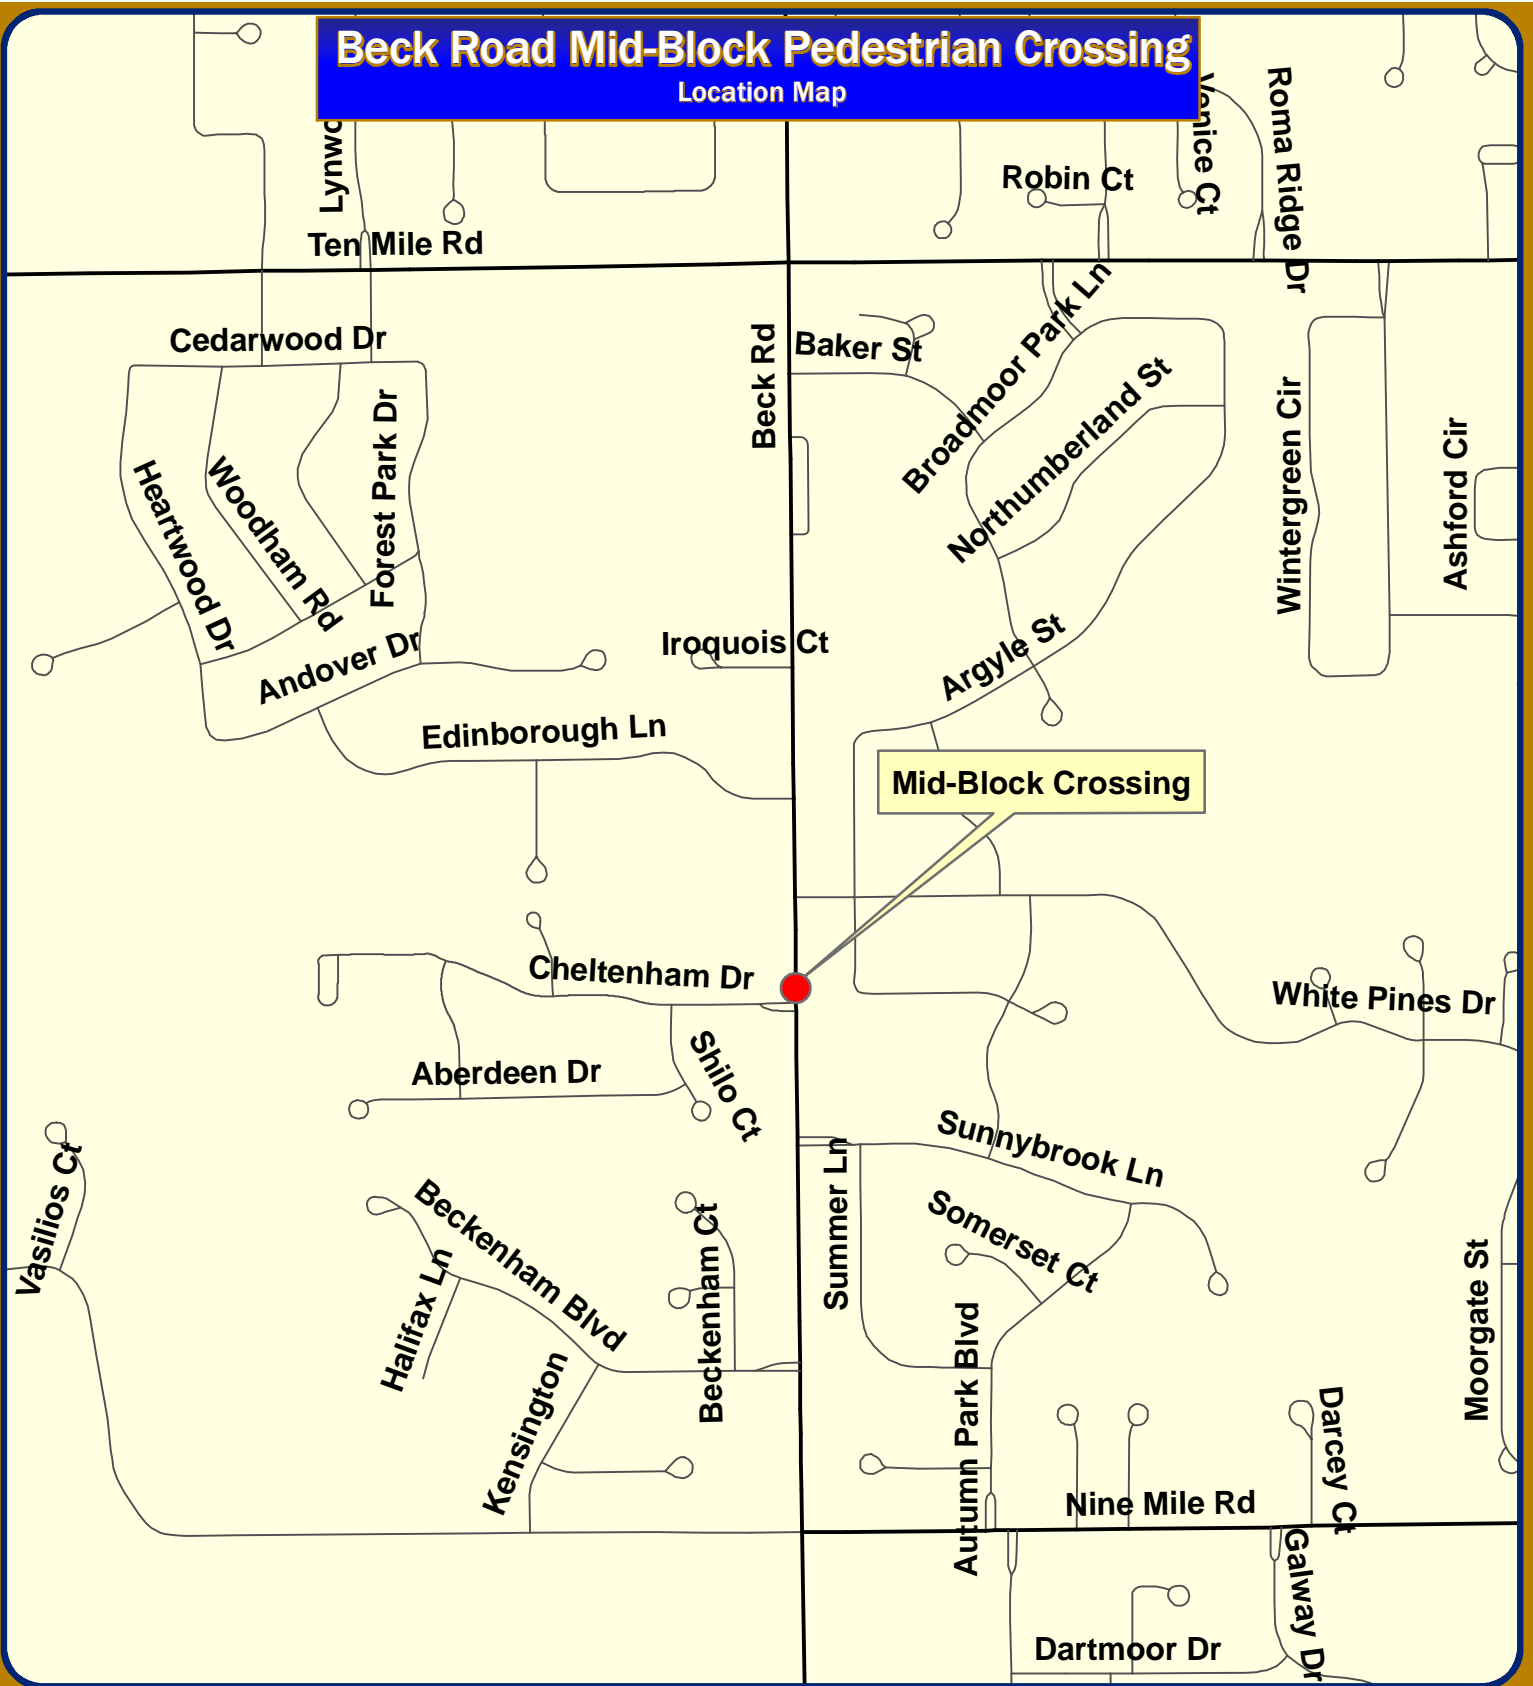 Beck Road Mid-Block Pedestrian Crossing
Location Map
Lynwo
Venice Ct
Roma Ridge Dr
Robin Ct
Ten Mile Rd
Cedarwood Dr
Beck Rd
Baker St
Broadmoor Park Ln
Northumberland St
Wintergreen Cir
Ashford Cir
Heartwood Dr
Woodham Rd
Forest Park Dr
Andover Dr
Iroquois Ct
Argyle St
Edinborough Ln
Mid-Block Crossing
Cheltenham Dr
White Pines Dr
Aberdeen Dr
Shilo Ct
Sunnybrook Ln
Vasilios Ct
Beckenham Blvd
Halifax Ln
Beckenham Ct
Summer Ln
Somerset Ct
Moorgate St
Kensington
Autumn Park Blvd
Darcey Ct
Nine Mile Rd
Galway Dr
Dartmoor Dr